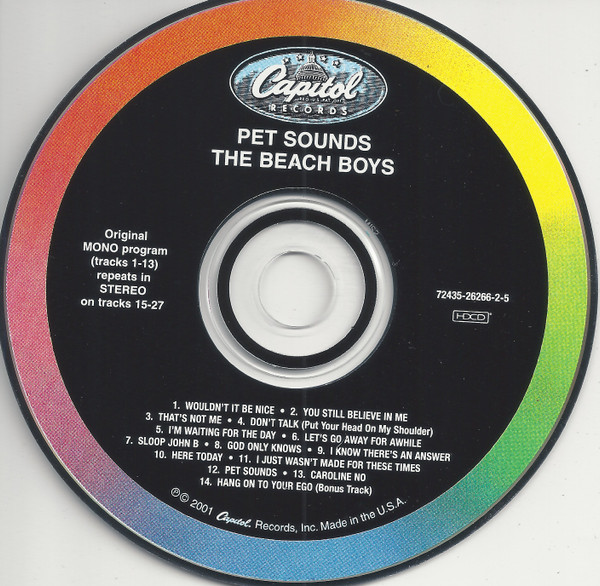 Capitol
RECORDS
PET SOUNDS
THE BEACH BOYS
Original
MONO program
(tracks 1-13)
repeats in
STEREO
on tracks 15-27
72435-26266-2-5
HDCD
1. WOULDN'T IT BE NICE • 2. YOU STILL BELIEVE IN ME
3. THAT'S NOT ME • 4. DON'T TALK (Put Your Head On My Shoulder)
5. I'M WAITING FOR THE DAY • 6. LET'S GO AWAY FOR AWHILE
7. SLOOP JOHN B • 8. GOD ONLY KNOWS • 9. I KNOW THERE'S AN ANSWER
10. HERE TODAY • 11. I JUST WASN'T MADE FOR THESE TIMES
12. PET SOUNDS • 13. CAROLINE NO
14. HANG ON TO YOUR EGO (Bonus Track)
℗© 2001 Capitol Records, Inc. Made in the U.S.A.